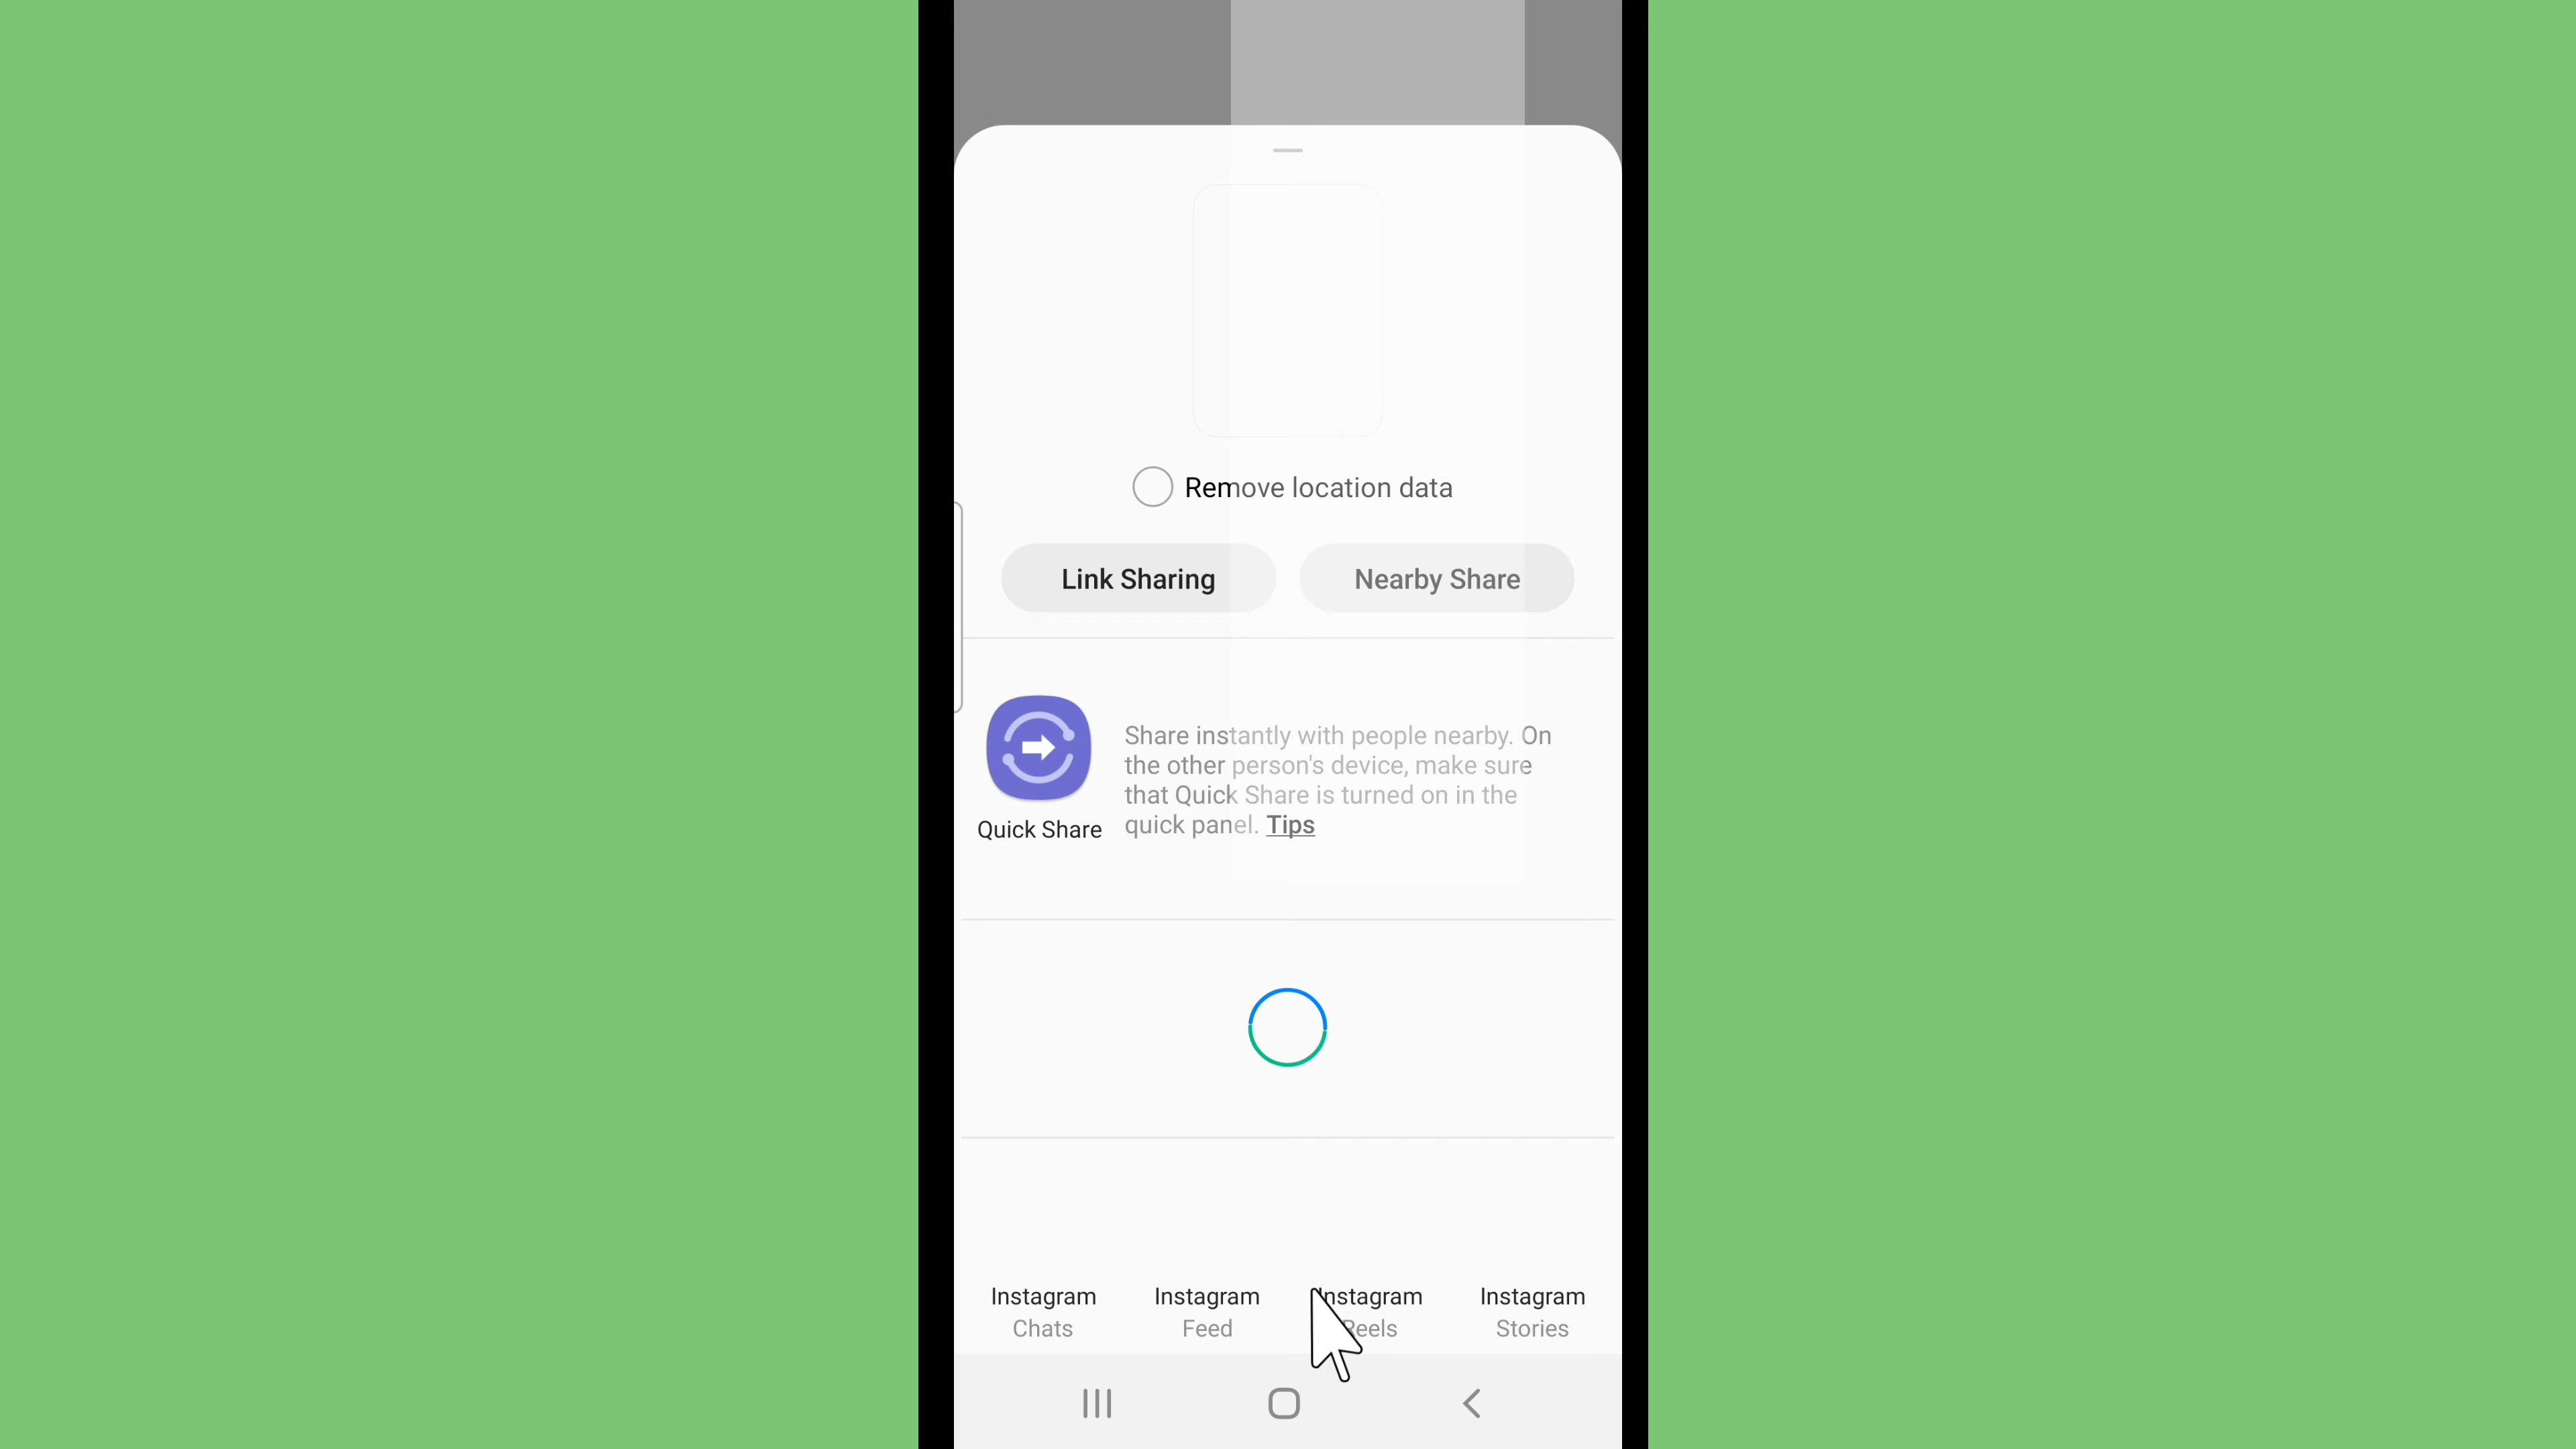 Remove location data
Link Sharing
Nearby Share
Quick Share
Share instantly with people nearby. On
the other person's device, make sure
that Quick Share is turned on in the
quick panel. Tips
Instagram
Chats
Instagram
Feed
Instagram
Reels
Instagram
Stories